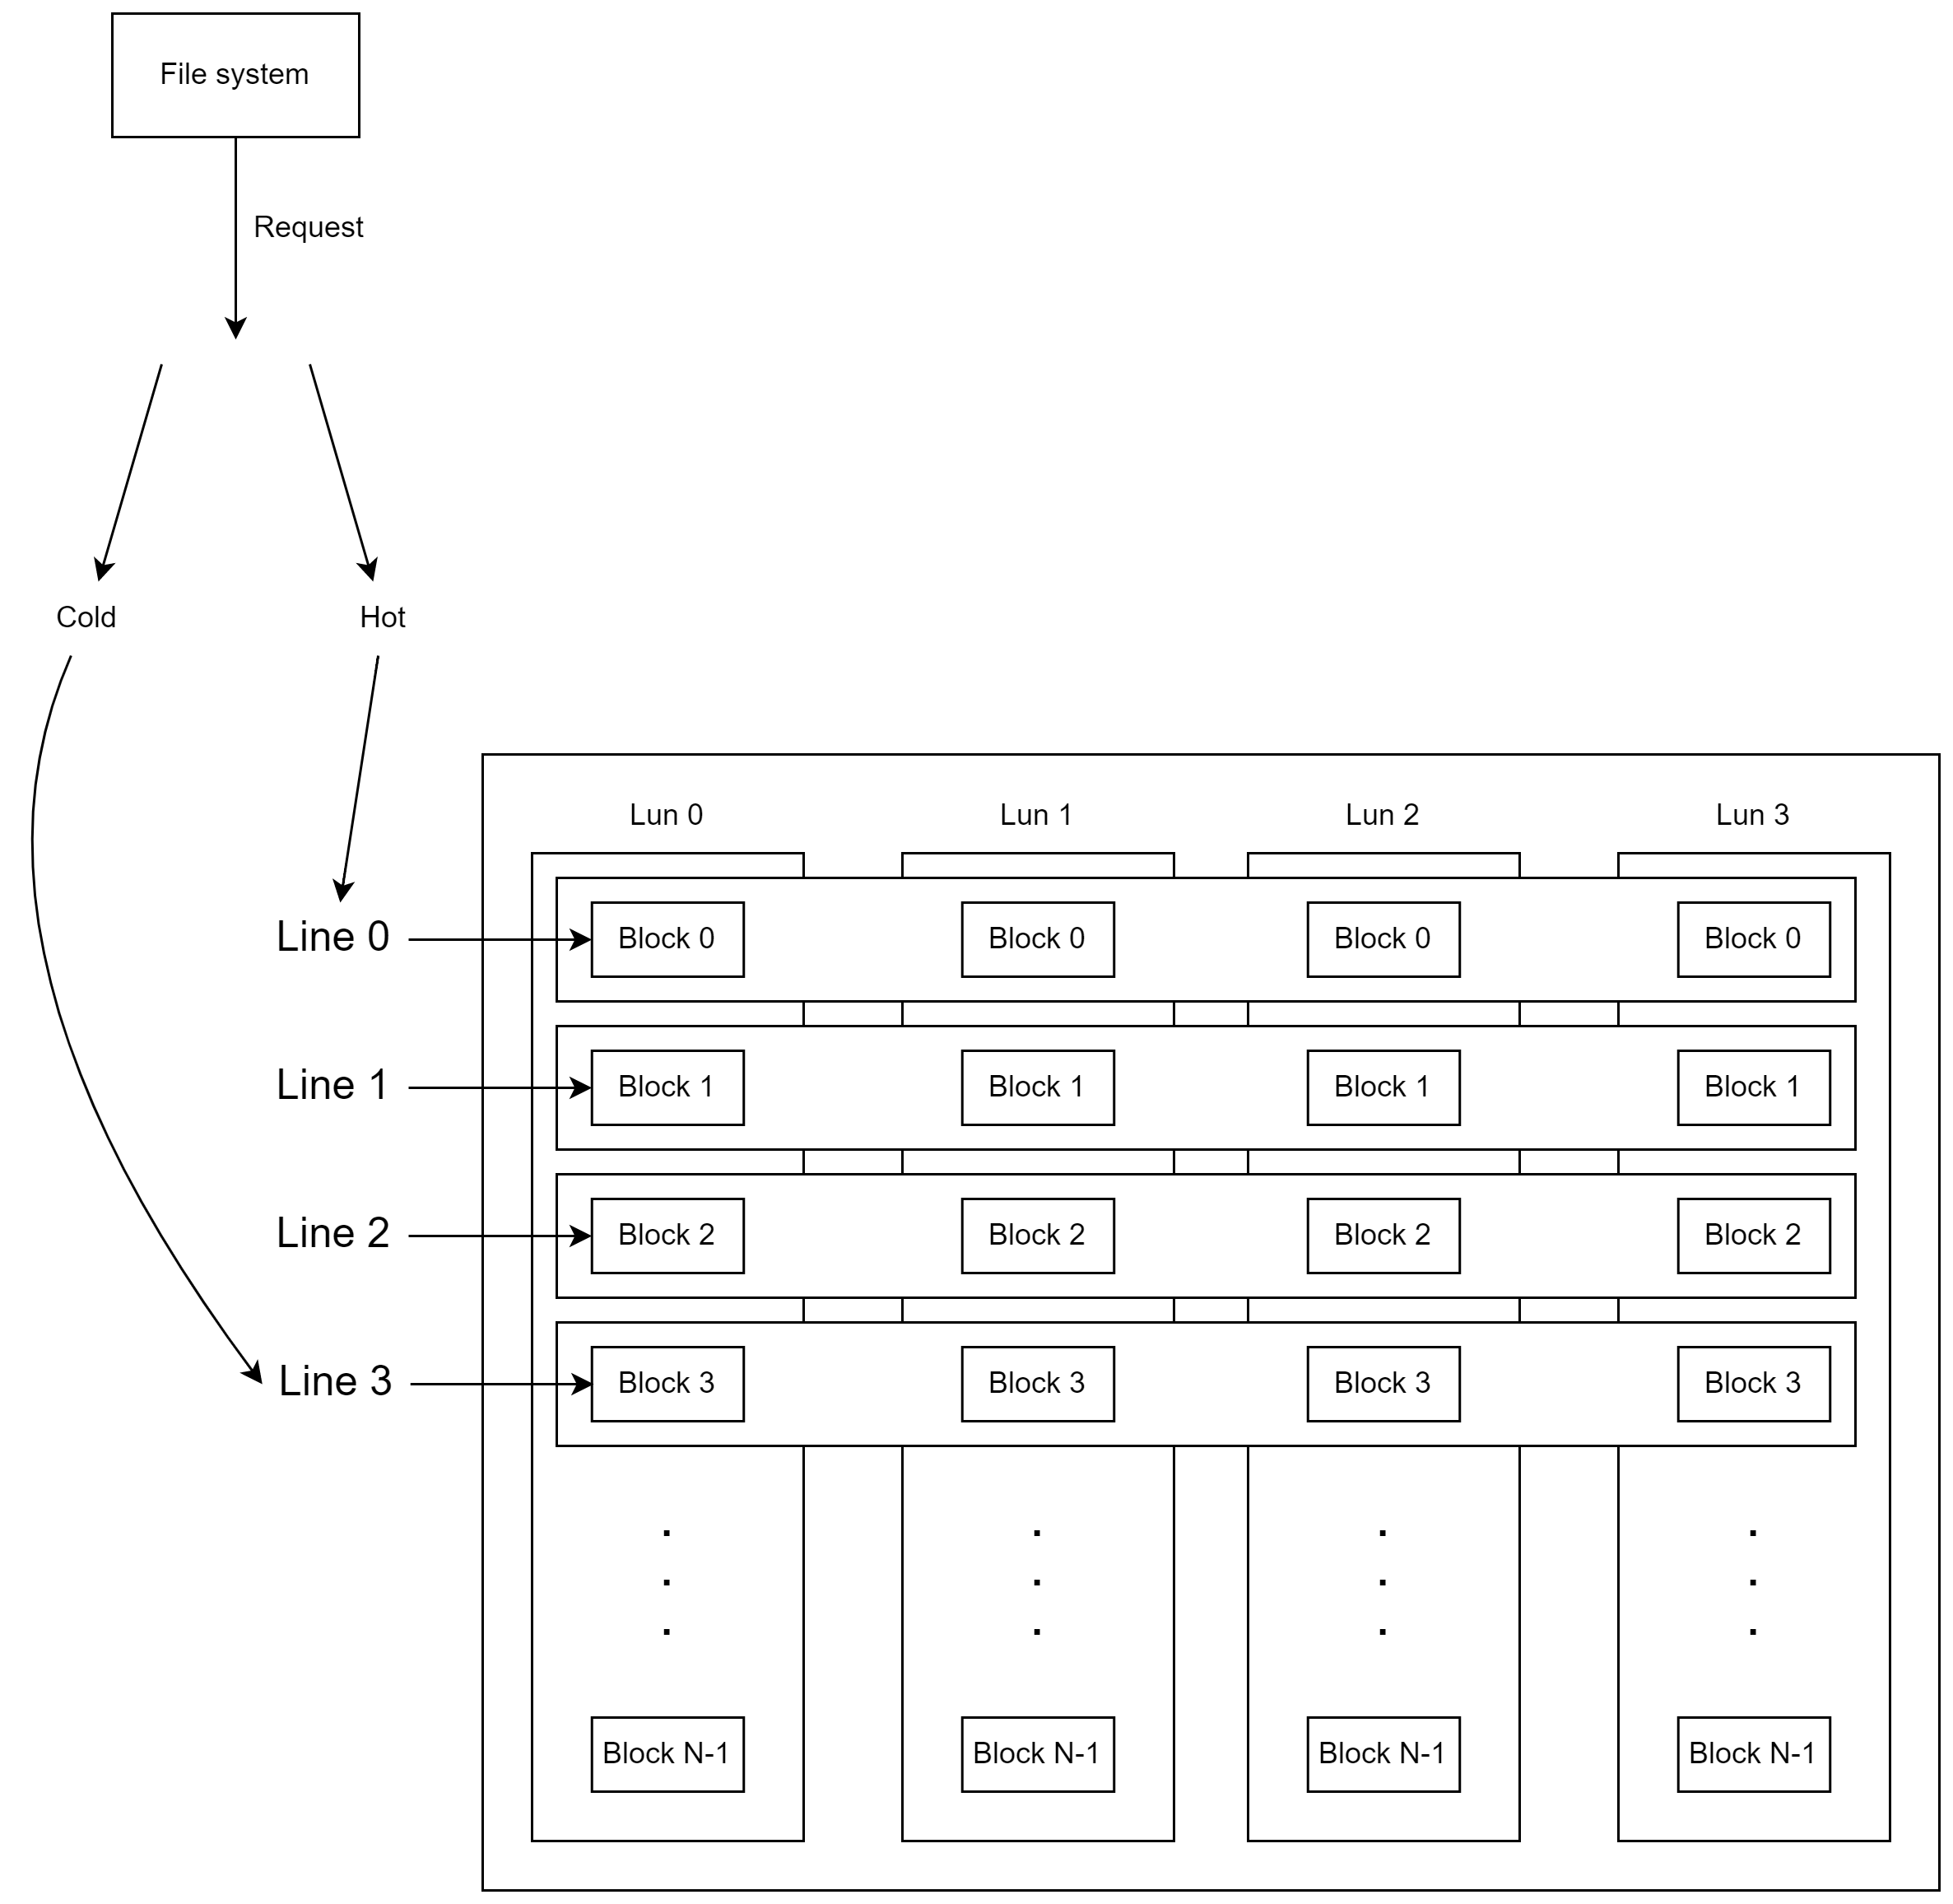 File system
Request
Cold
Hot
Lun 0
Lun 1
Lun 2
Lun 3
Line 0
Block 0
Block 0
Block 0
Block 0
Line 1
Block 1
Block 1
Block 1
Block 1
Line 2
Block 2
Block 2
Block 2
Block 2
Line 3
Block 3
Block 3
Block 3
Block 3
.
.
.
.
.
.
.
.
.
.
.
.
Block N-1
Block N-1
Block N-1
Block N-1